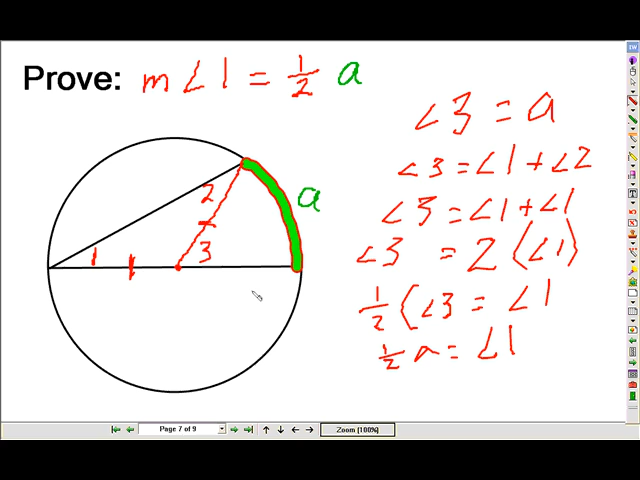 Prove: m∠1 = 1/2 a
∠3 = a
∠3 = ∠1 + ∠2
∠3 = ∠1 + ∠1
∠3 = 2 (∠1)
1/2 (∠3 = ∠1
1/2 a = ∠1
2
a
1
3
Page 7 of 9
Zoom (100%)